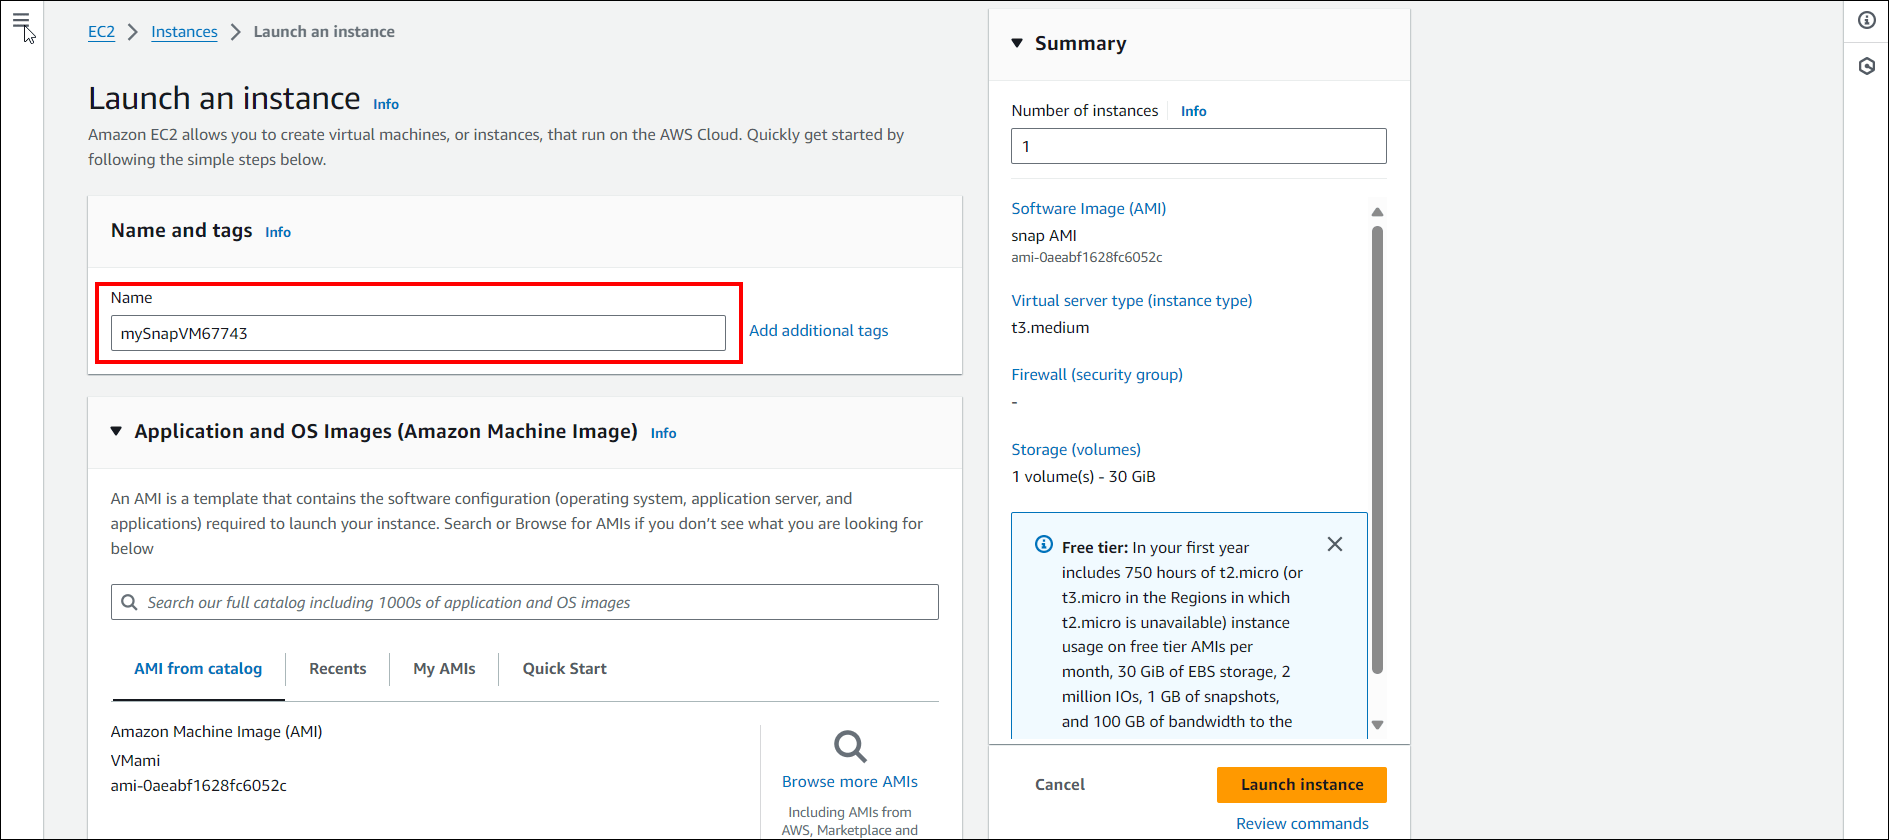 EC2 > Instances > Launch an instance
Launch an instance Info
Amazon EC2 allows you to create virtual machines, or instances, that run on the AWS Cloud. Quickly get started by
following the simple steps below.
Name and tags Info
Name
mySnapVM67743
Add additional tags
Application and OS Images (Amazon Machine Image) Info
An AMI is a template that contains the software configuration (operating system, application server, and
applications) required to launch your instance. Search or Browse for AMIs if you don’t see what you are looking for
below
Search our full catalog including 1000s of application and OS images
AMI from catalog
Recents
My AMIs
Quick Start
Amazon Machine Image (AMI)
VMami
ami-0aeabf1628fc6052c
Browse more AMIs
Including AMIs from
AWS, Marketplace and
Summary
Number of instances Info
1
Software Image (AMI)
snap AMI
ami-0aeabf1628fc6052c
Virtual server type (instance type)
t3.medium
Firewall (security group)
-
Storage (volumes)
1 volume(s) - 30 GiB
Free tier: In your first year
includes 750 hours of t2.micro (or
t3.micro in the Regions in which
t2.micro is unavailable) instance
usage on free tier AMIs per
month, 30 GiB of EBS storage, 2
million IOs, 1 GB of snapshots,
and 100 GB of bandwidth to the
Cancel
Launch instance
Review commands